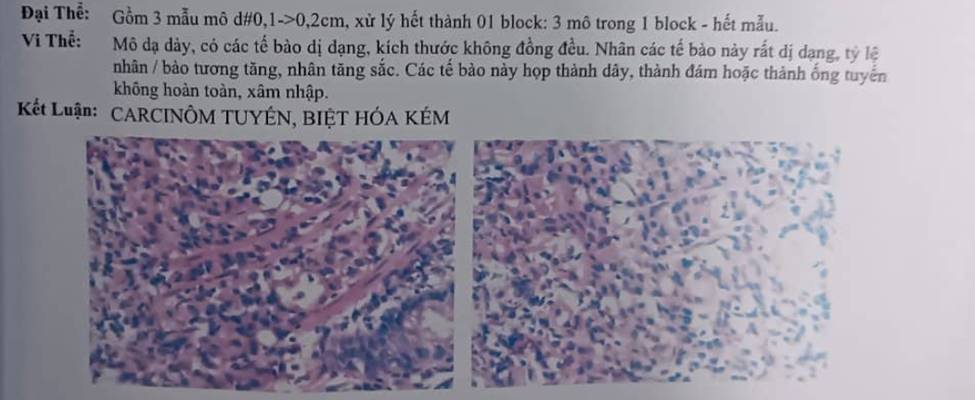 Đại Thể: Gồm 3 mẫu mô d#0,1->0,2cm, xử lý hết thành 01 block: 3 mô trong 1 block - hết mẫu.
Vi Thể: Mô dạ dày, có các tế bào dị dạng, kích thước không đồng đều. Nhân các tế bào này rất dị dạng, tỷ lệ
nhân / bào tương tăng, nhân tăng sắc. Các tế bào này họp thành dây, thành đám hoặc thành ống tuyến
không hoàn toàn, xâm nhập.
Kết Luận: CARCINÔM TUYẾN, BIỆT HÓA KÉM